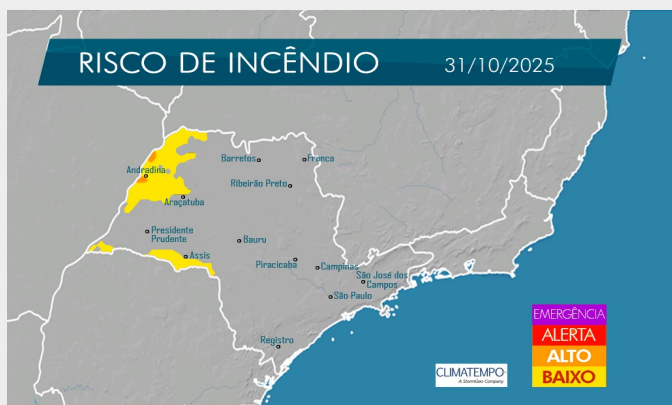 RISCO DE INCÊNDIO 31/10/2025
Barretos
Franca
Andradina
Ribeirão Preto
Araçatuba
Presidente
Prudente
Bauru
Assis
Piracicaba
Campinas
São José dos
Campos
São Paulo
Registro
EMERGÊNCIA
ALERTA
ALTO
BAIXO
CLIMATEMPO
A StormGeo Company